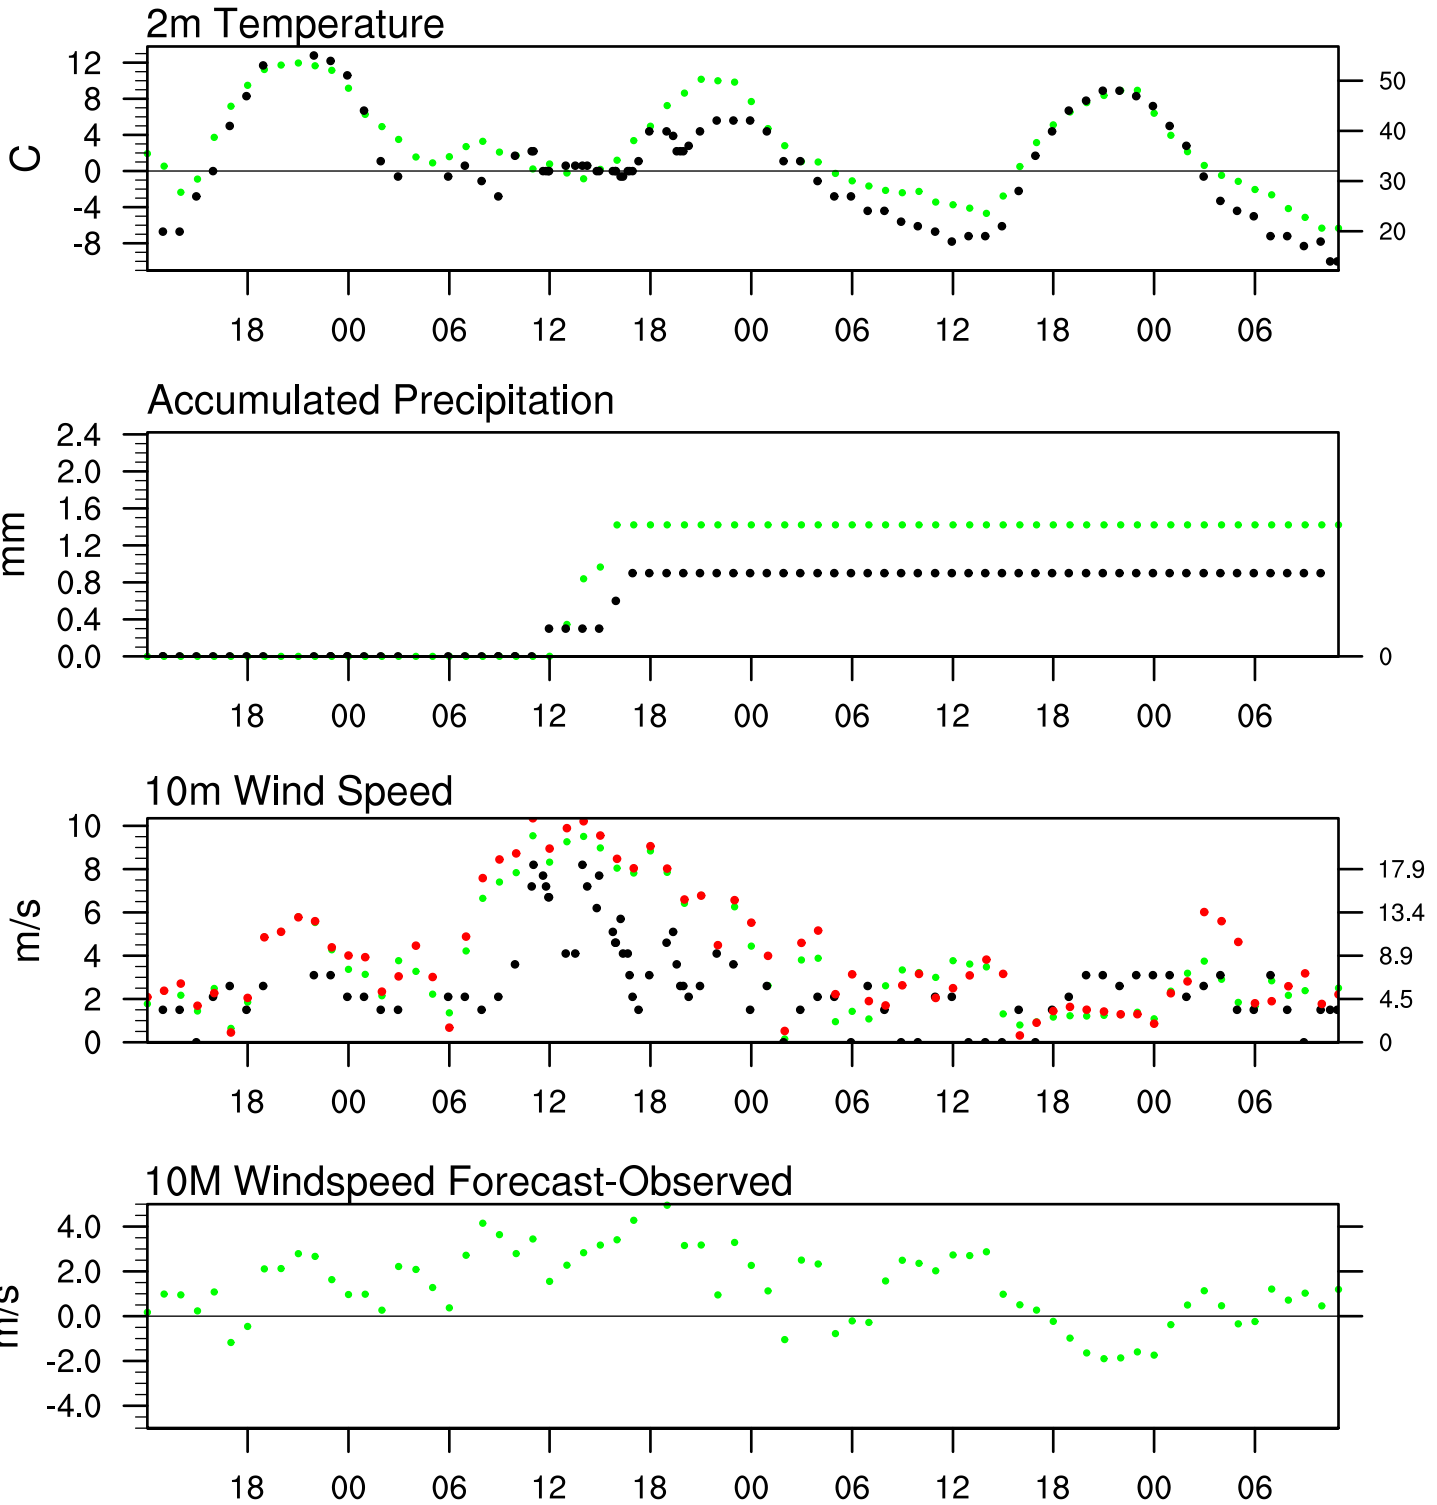 2m Temperature
12
8
4
0
-4
-8
C
50
40
30
20
18 00 06 12 18 00 06 12 18 00 06
Accumulated Precipitation
2.4
2.0
1.6
1.2
0.8
0.4
0.0
mm
0
18 00 06 12 18 00 06 12 18 00 06
10m Wind Speed
10
8
6
4
2
0
m/s
17.9
13.4
8.9
4.5
0
18 00 06 12 18 00 06 12 18 00 06
10M Windspeed Forecast-Observed
4.0
2.0
0.0
-2.0
-4.0
m/s
18 00 06 12 18 00 06 12 18 00 06